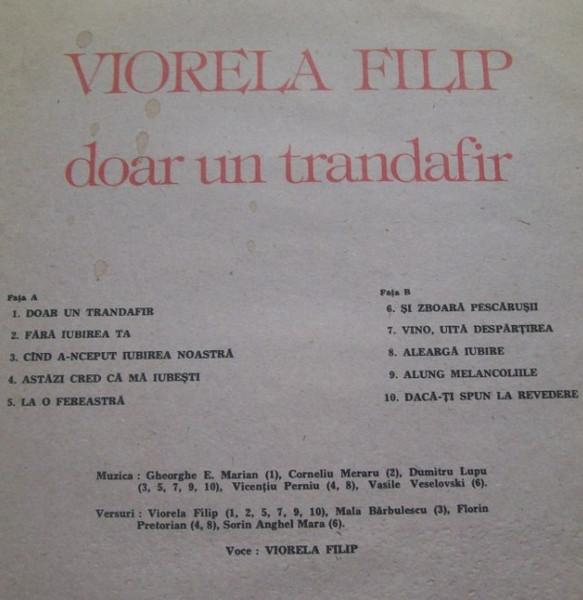 VIORELA FILIP
doar un trandafir
Fața A
1. DOAR UN TRANDAFIR
2. FĂRĂ IUBIREA TA
3. CÎND A-NCEPUT IUBIREA NOASTRĂ
4. ASTĂZI CRED CĂ MĂ IUBEȘTI
5. LA O FEREASTRĂ
Fața B
6. ȘI ZBOARĂ PESCĂRUȘII
7. VINO, UITĂ DESPĂRȚIREA
8. ALEARGĂ IUBIRE
9. ALUNG MELANCOLIILE
10. DACĂ-ȚI SPUN LA REVEDERE
Muzica : Gheorghe E. Marian (1), Corneliu Meraru (2), Dumitru Lupu
(3, 5, 7, 9, 10), Vicențiu Perniu (4, 8), Vasile Veselovski (6).
Versuri : Viorela Filip (1, 2, 5, 7, 9, 10), Mala Bărbulescu (3), Florin
Pretorian (4, 8), Sorin Anghel Mara (6).
Voce : VIORELA FILIP